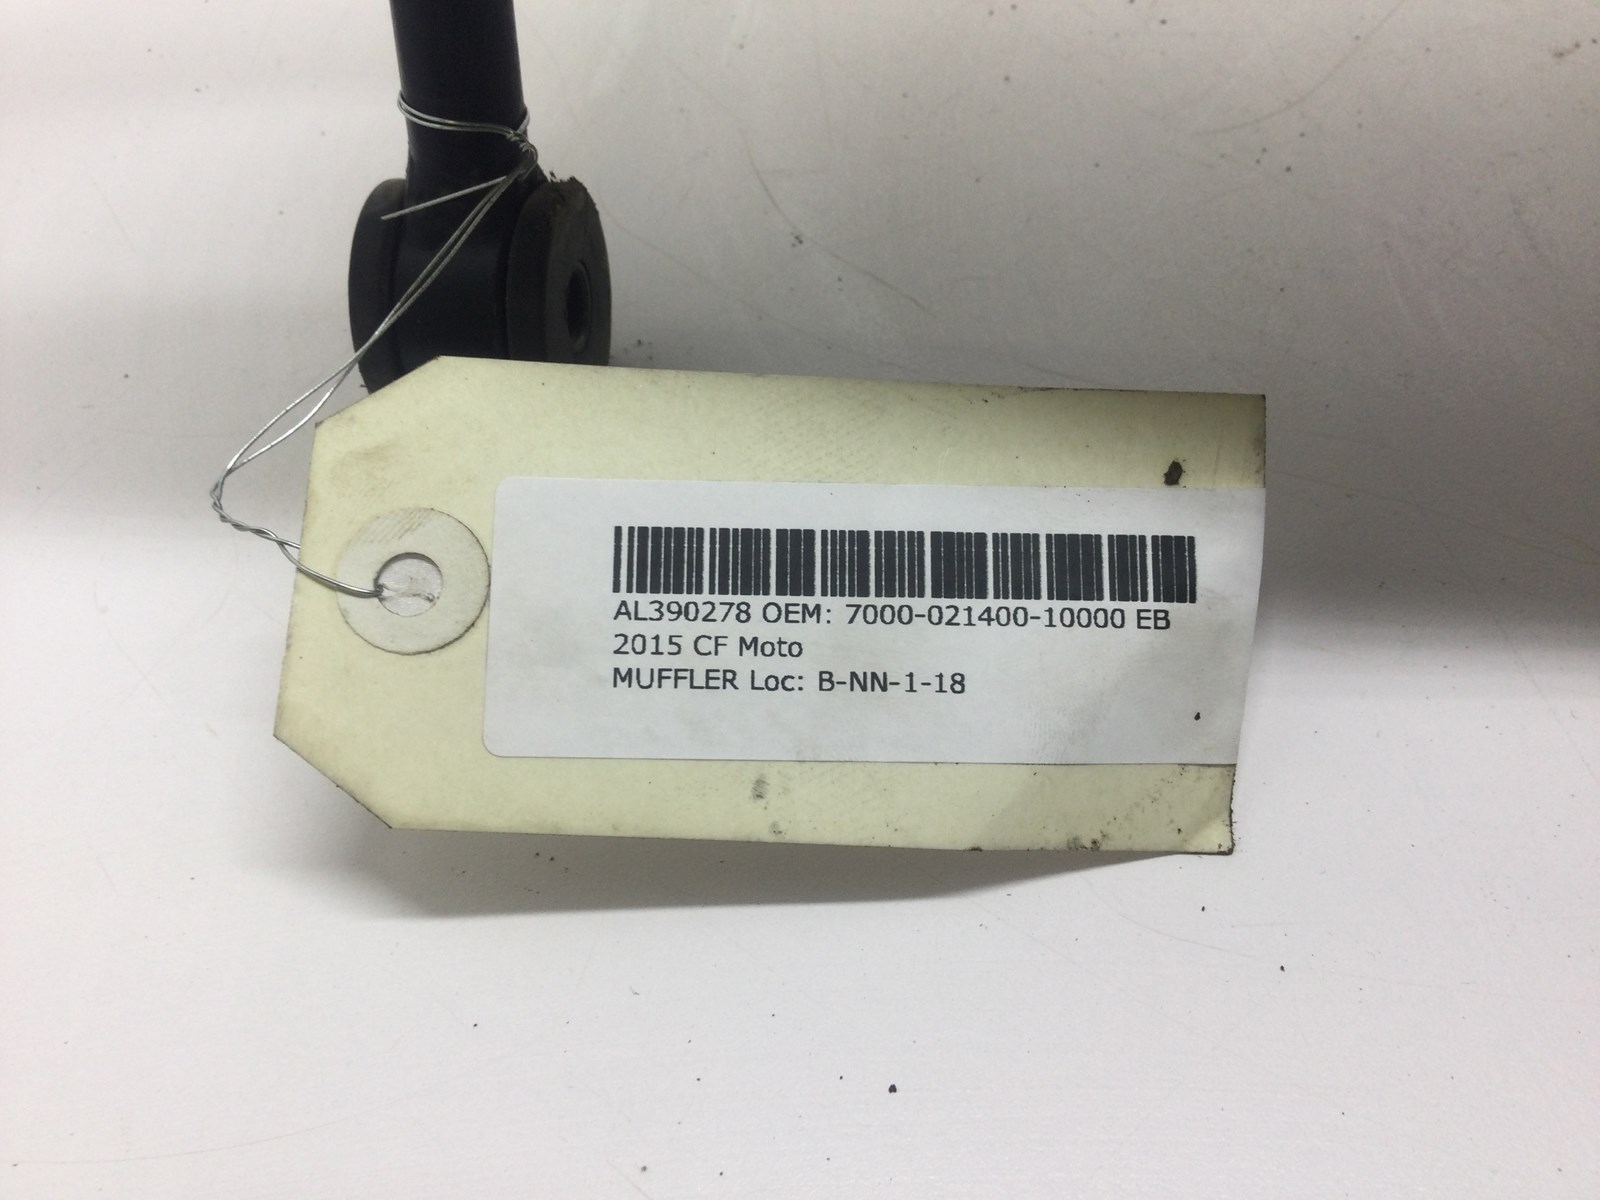 AL390278 OEM: 7000-021400-10000 EB
2015 CF Moto
MUFFLER Loc: B-NN-1-18